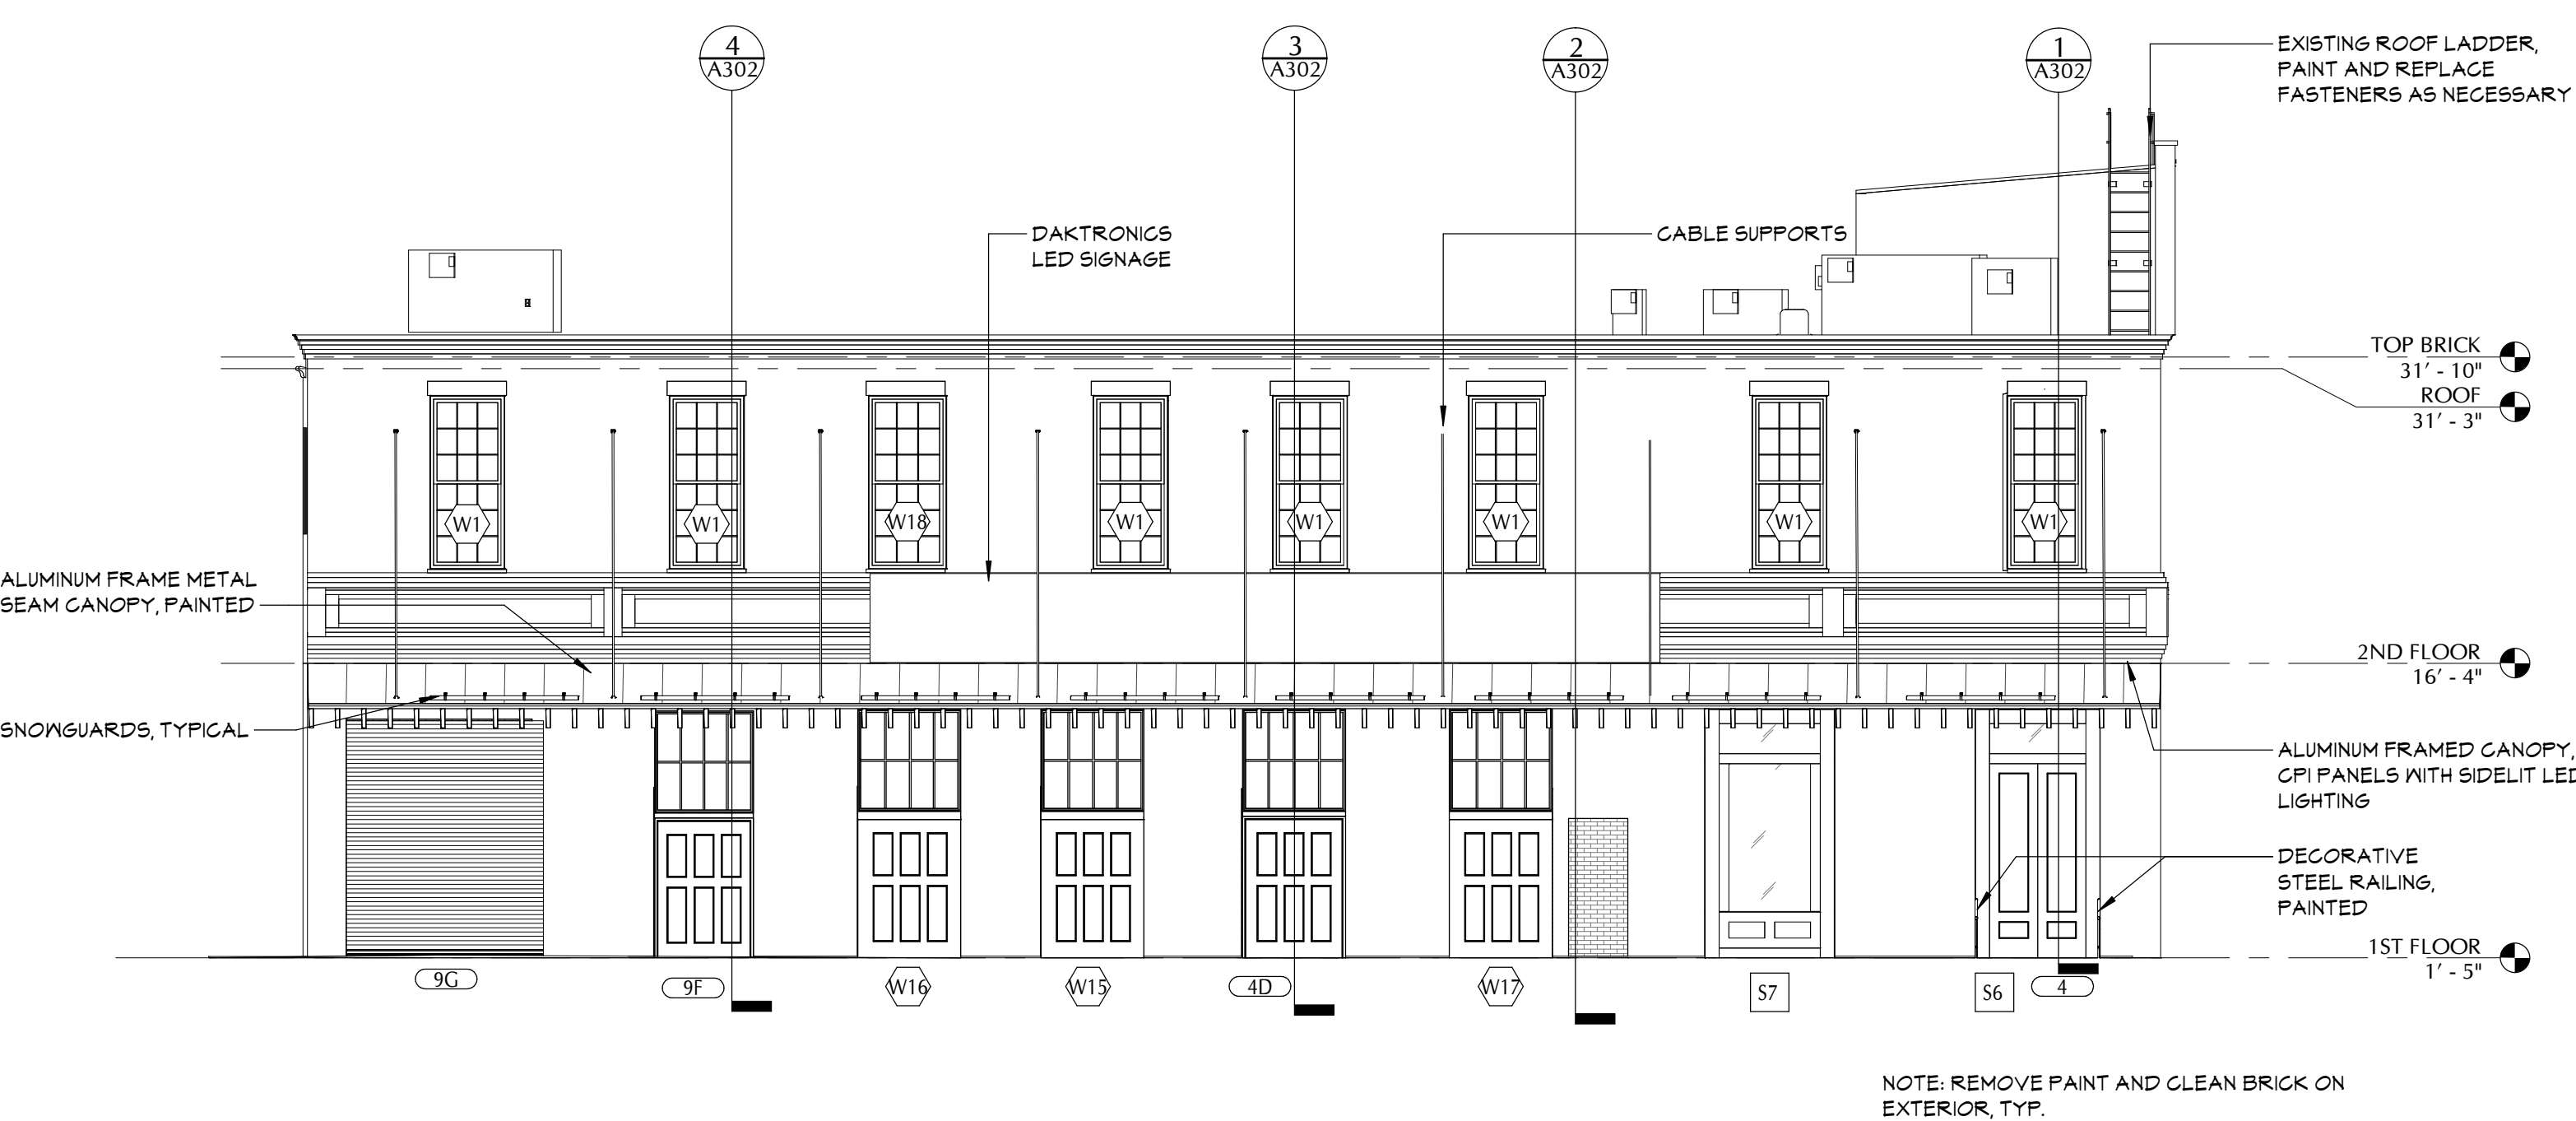 4
A302
3
A302
2
A302
1
A302
EXISTING ROOF LADDER,
PAINT AND REPLACE
FASTENERS AS NECESSARY
DAKTRONICS
LED SIGNAGE
CABLE SUPPORTS
TOP BRICK
31' - 10"
ROOF
31' - 3"
W1
W1
W18
W1
W1
W1
W1
W1
ALUMINUM FRAME METAL
SEAM CANOPY, PAINTED
2ND FLOOR
16' - 4"
SNOWGUARDS, TYPICAL
ALUMINUM FRAMED CANOPY,
CPI PANELS WITH SIDELIT LED
LIGHTING
DECORATIVE
STEEL RAILING,
PAINTED
1ST FLOOR
1' - 5"
9G
9F
W16
W15
4D
W17
S7
S6
4
NOTE: REMOVE PAINT AND CLEAN BRICK ON
EXTERIOR, TYP.